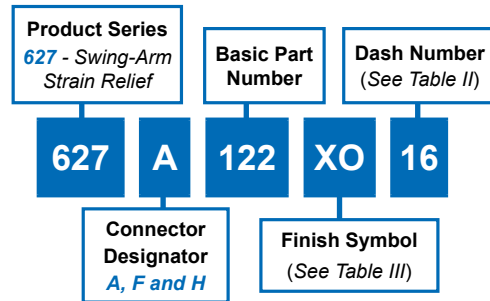 Product Series
627 - Swing-Arm
Strain Relief
Basic Part
Number
Dash Number
(See Table II)
627 A 122 XO 16
Connector
Designator
A, F and H
Finish Symbol
(See Table III)